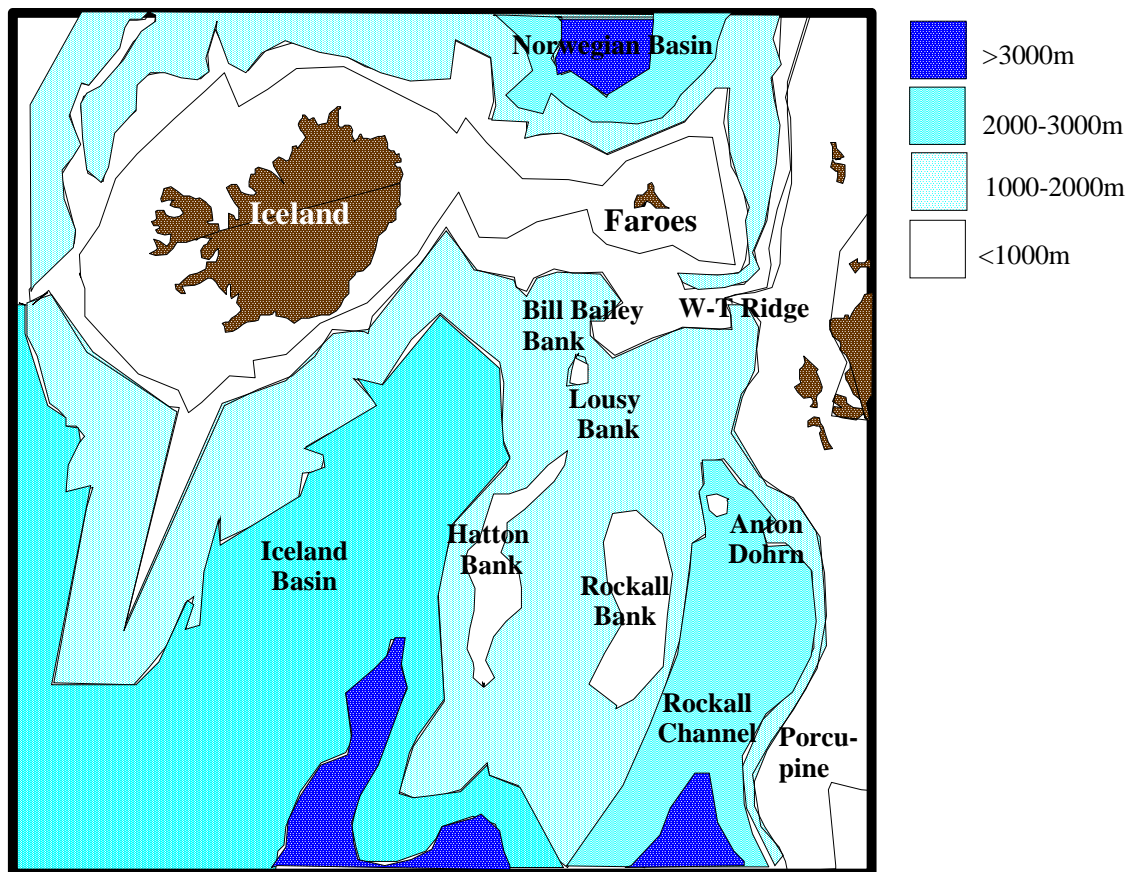 Norwegian Basin
Iceland
Faroes
Bill Bailey
Bank
W-T Ridge
Lousy
Bank
Hatton
Bank
Anton
Dohrn
Iceland
Basin
Rockall
Bank
Rockall
Channel
Porcu-
pine
>3000m
2000-3000m
1000-2000m
<1000m